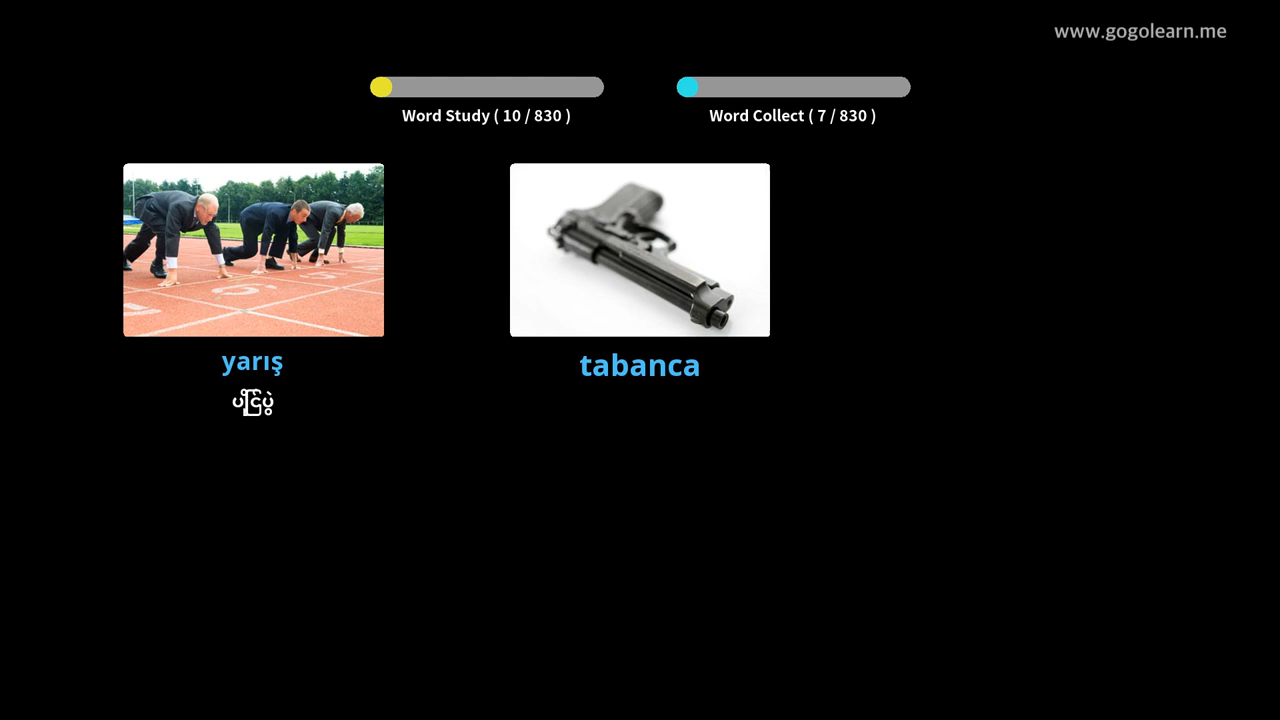 www.gogolearn.me
Word Study ( 10 / 830 )
Word Collect ( 7 / 830 )
yarış
tabanca
ပြိုင်ပွဲ